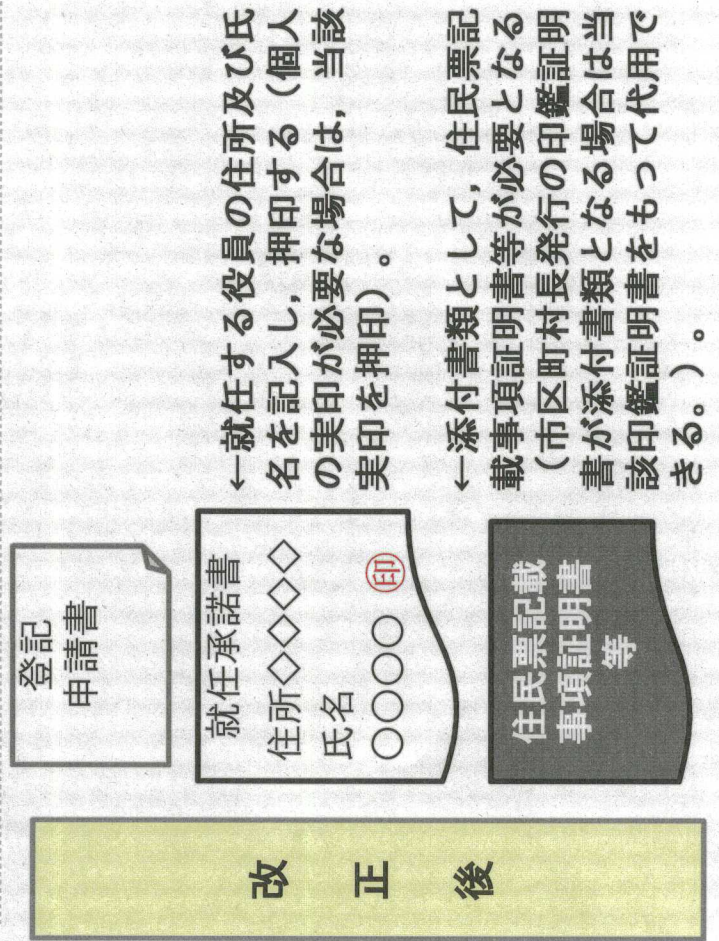 改正後
登記
申請書
就任承諾書
住所◇◇◇◇
氏名
○○○○ ㊞
←就任する役員の住所及び氏
名を記入し，押印する（個人
の実印が必要な場合は，当該
実印を押印）。
住民票記載
事項証明書
等
←添付書類として，住民票記
載事項証明書等が必要となる
（市区町村長発行の印鑑証明
書が添付書類となる場合は当
該印鑑証明書をもって代用で
きる。）。